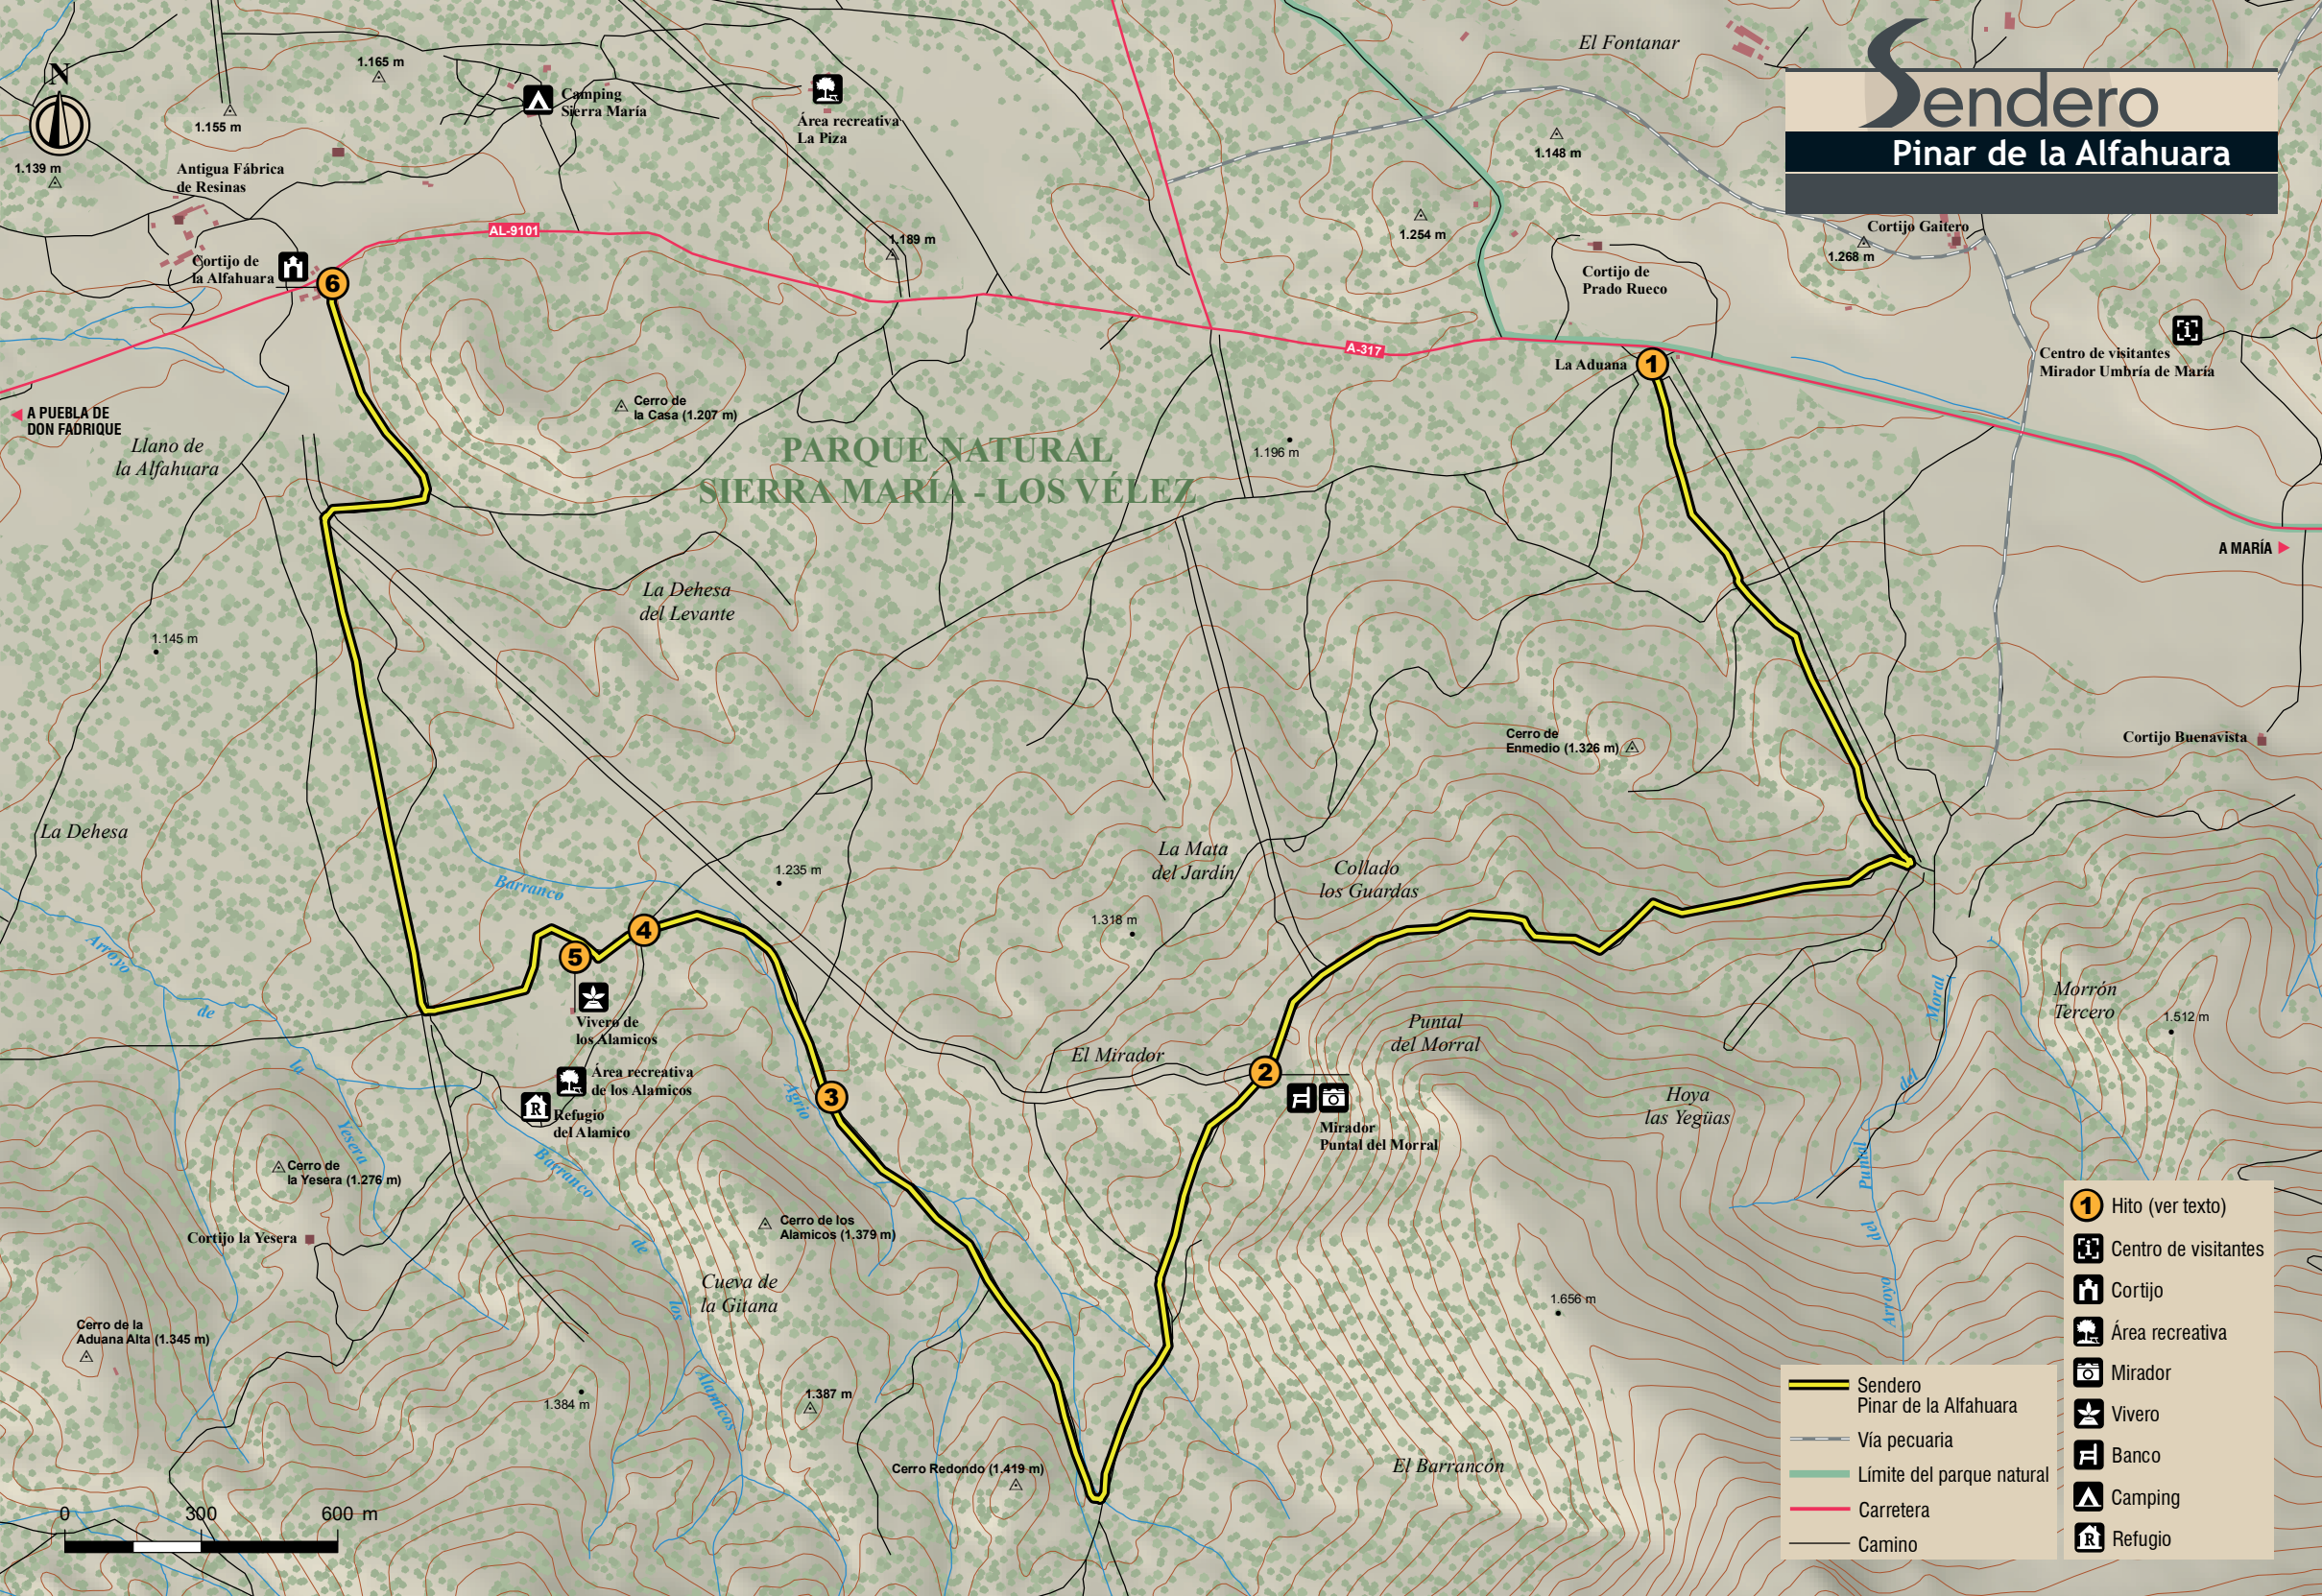 Sendero
Pinar de la Alfahuara
N
1.165 m
1.155 m
1.139 m
Camping
Sierra María
Área recreativa
La Piza
El Fontanar
1.148 m
1.254 m
Antigua Fábrica
de Resinas
AL-9101
1.189 m
Cortijo Gaitero
1.268 m
Cortijo de
la Alfahuara
6
Cortijo de
Prado Rueco
A-317
La Aduana
1
Centro de visitantes
Mirador Umbría de María
A PUEBLA DE
DON FADRIQUE
Cerro de
la Casa (1.207 m)
Llano de
la Alfahuara
PARQUE NATURAL
SIERRA MARÍA - LOS VÉLEZ
1.196 m
A MARÍA
La Dehesa
del Levante
1.145 m
Cerro de
Enmedio (1.326 m)
Cortijo Buenavista
La Dehesa
La Mata
del Jardín
Collado
los Guardas
1.235 m
Barranco
1.318 m
4
5
Arroyo
de
la
Yesera
Vivero de
los Alamicos
Morrón
Tercero
1.512 m
Puntal
del Morral
El Mirador
2
Área recreativa
de los Alamicos
Refugio
del Alamico
Agrio
3
Mirador
Puntal del Morral
Hoya
las Yegüas
Moral
del
Puntal
del
Arroyo
Cerro de
la Yesera (1.276 m)
Barranco
de
los
Alamicos
Cortijo la Yesera
Cerro de los
Alamicos (1.379 m)
Cueva de
la Gitana
1.656 m
Cerro de la
Aduana Alta (1.345 m)
1.384 m
1.387 m
Cerro Redondo (1.419 m)
El Barrancón
0 300 600 m
1 Hito (ver texto)
Centro de visitantes
Cortijo
Área recreativa
Mirador
Vivero
Banco
Camping
R Refugio
Sendero
Pinar de la Alfahuara
Vía pecuaria
Límite del parque natural
Carretera
Camino